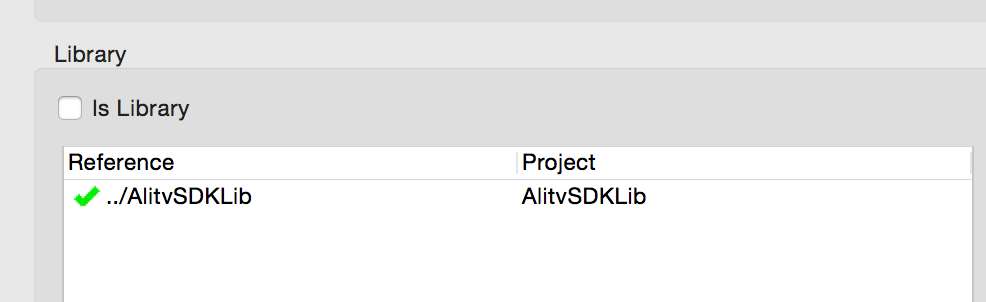 Library
Is Library
Reference Project
../AlitvSDKLib AlitvSDKLib